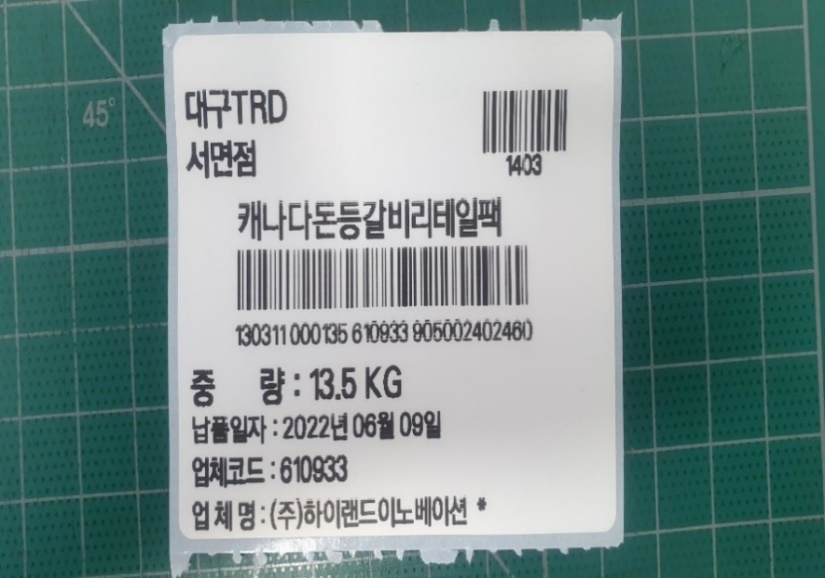 45°
대구TRD
서면점
1403
캐나다돈등갈비리테일팩
130311 000135 610933 905002402460
중 량 : 13.5 KG
납품일자 : 2022년 06월 09일
업체코드 : 610933
업 체 명 : (주)하이랜드이노베이션 *